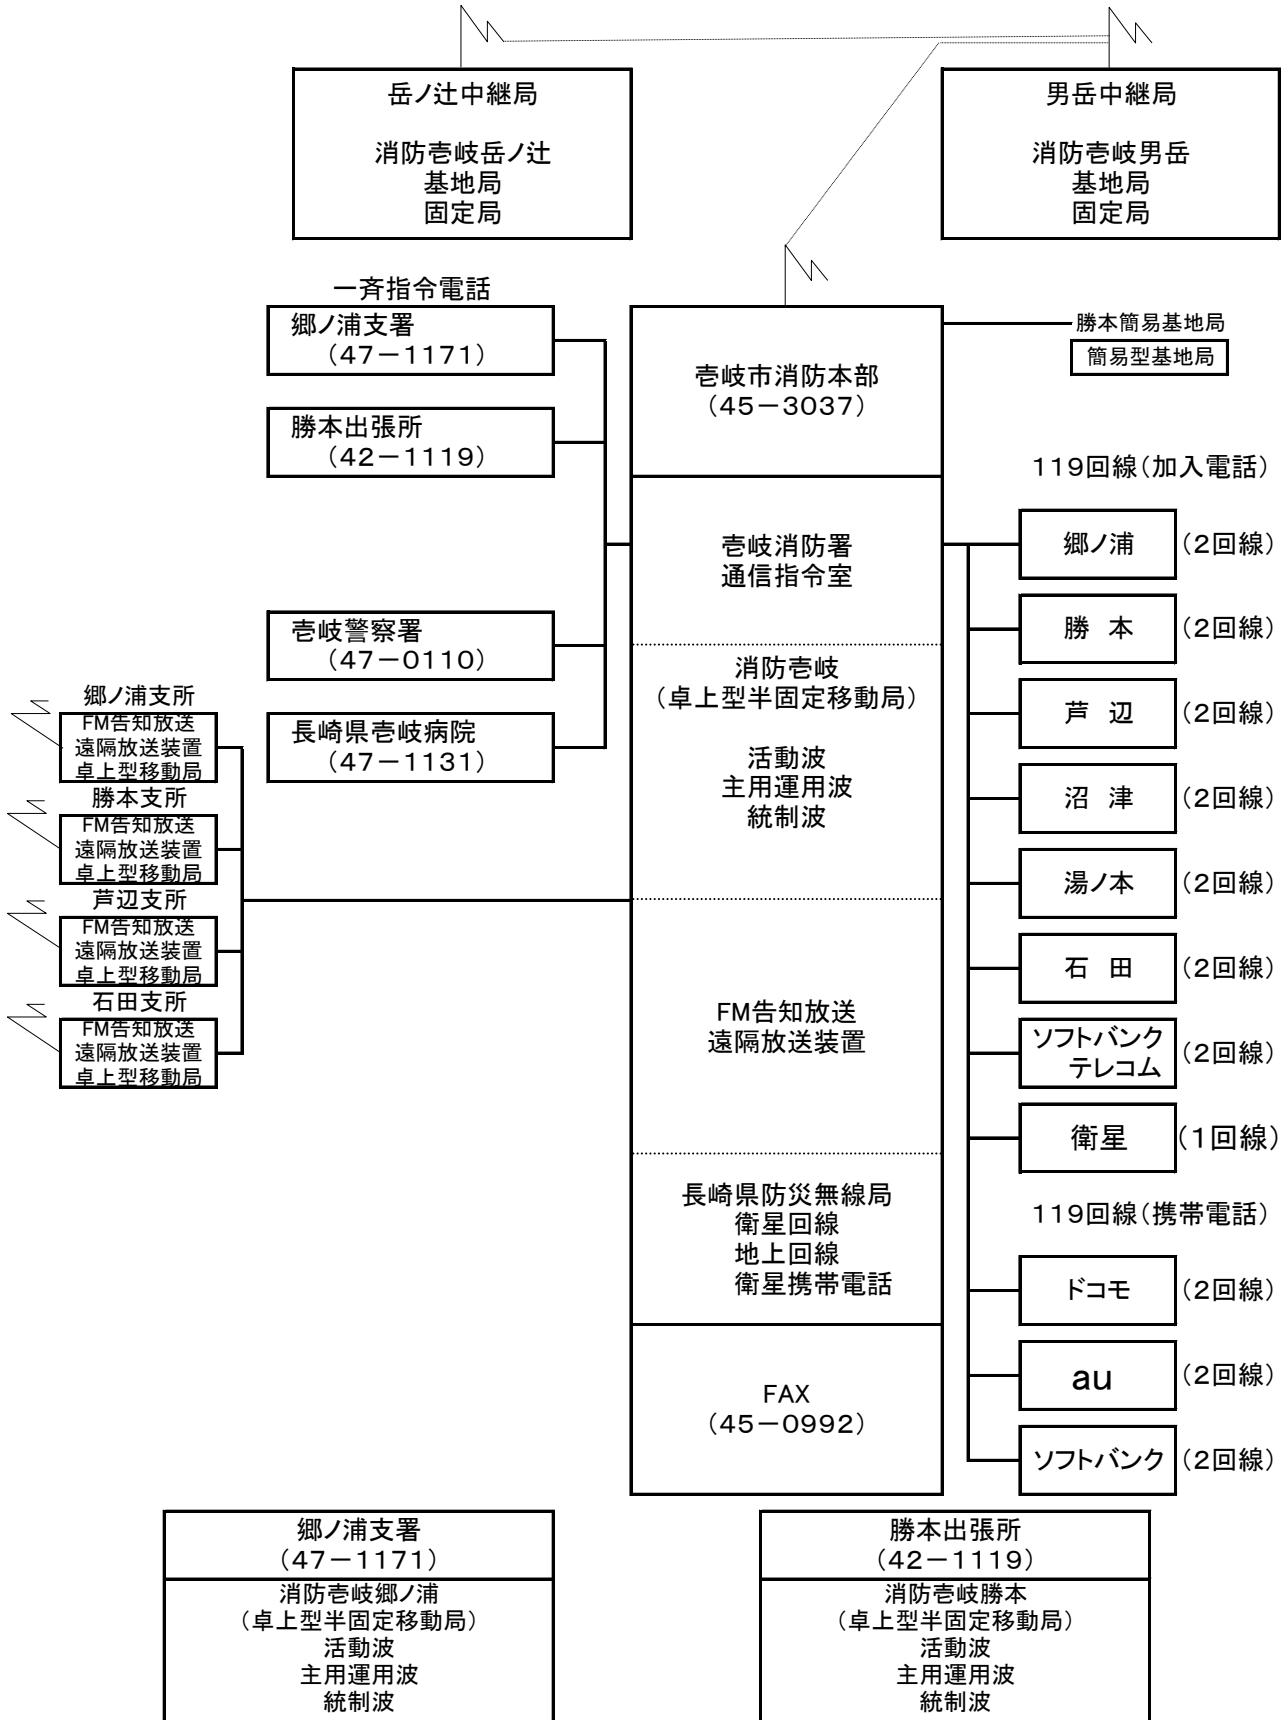 岳ノ辻中継局
消防壱岐岳ノ辻
基地局
固定局
男岳中継局
消防壱岐男岳
基地局
固定局
一斉指令電話
郷ノ浦支署
（47－1171）
勝本出張所
（42－1119）
壱岐警察署
（47－0110）
長崎県壱岐病院
（47－1131）
郷ノ浦支所
FM告知放送
遠隔放送装置
卓上型移動局
勝本支所
FM告知放送
遠隔放送装置
卓上型移動局
芦辺支所
FM告知放送
遠隔放送装置
卓上型移動局
石田支所
FM告知放送
遠隔放送装置
卓上型移動局
壱岐市消防本部
（45－3037）
壱岐消防署
通信指令室
消防壱岐
（卓上型半固定移動局）
活動波
主用運用波
統制波
FM告知放送
遠隔放送装置
長崎県防災無線局
衛星回線
地上回線
衛星携帯電話
FAX
（45－0992）
勝本簡易基地局
簡易型基地局
119回線（加入電話）
郷ノ浦 （2回線）
勝 本 （2回線）
芦 辺 （2回線）
沼 津 （2回線）
湯ノ本 （2回線）
石 田 （2回線）
ソフトバンク
テレコム （2回線）
衛星 （1回線）
119回線（携帯電話）
ドコモ （2回線）
au （2回線）
ソフトバンク （2回線）
郷ノ浦支署
（47－1171）
消防壱岐郷ノ浦
（卓上型半固定移動局）
活動波
主用運用波
統制波
勝本出張所
（42－1119）
消防壱岐勝本
（卓上型半固定移動局）
活動波
主用運用波
統制波